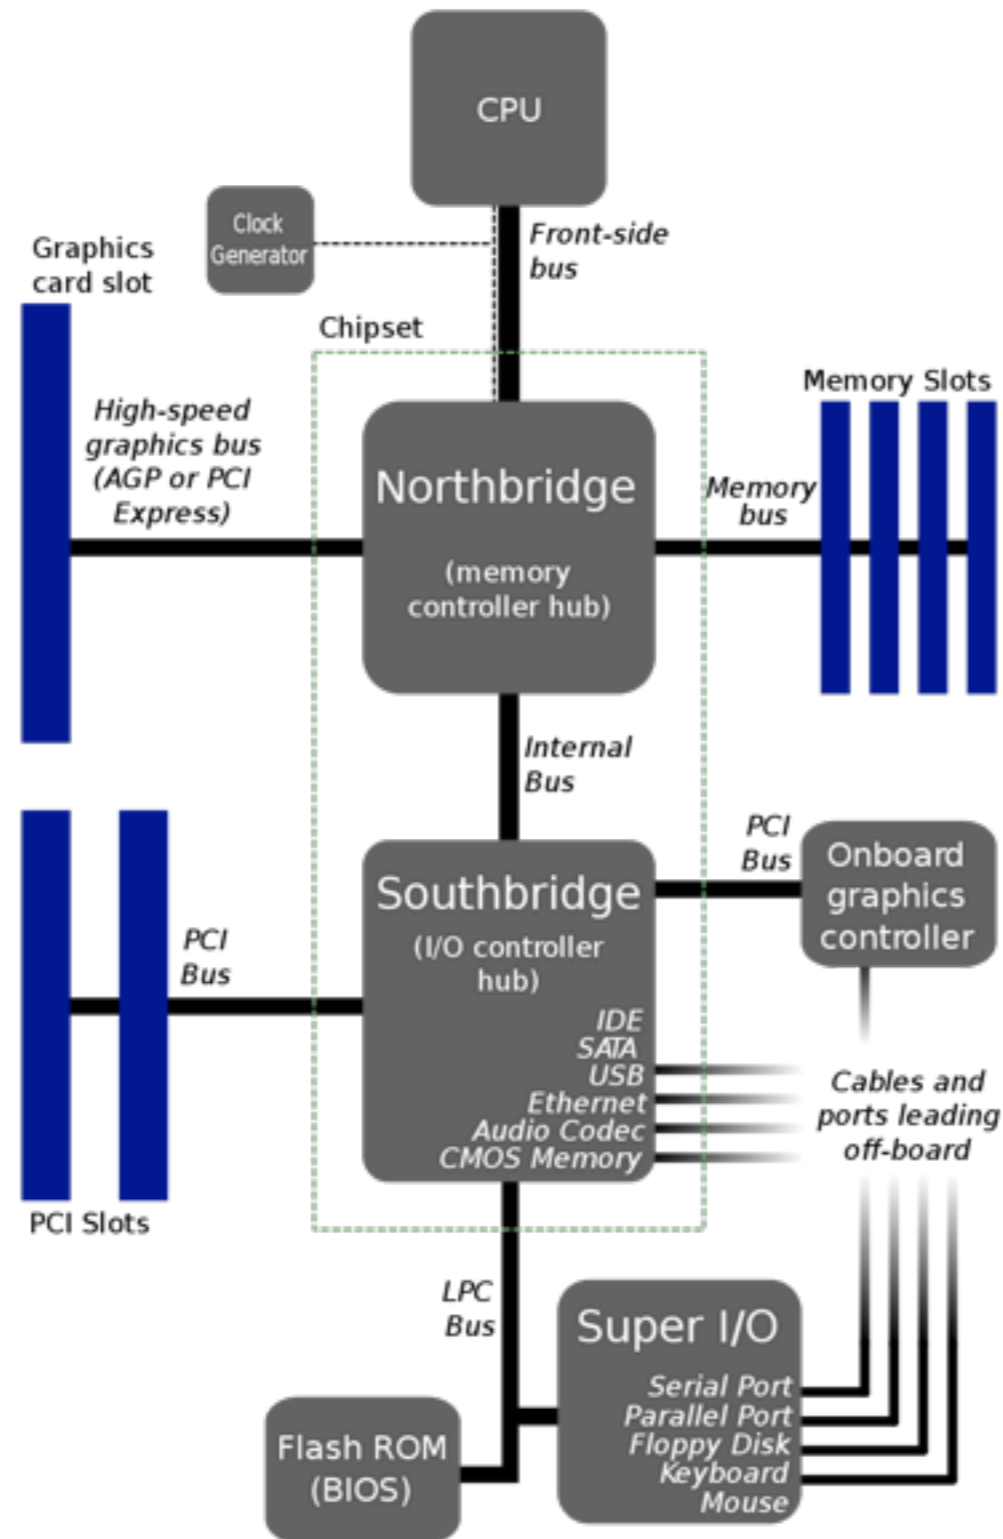 CPU
Clock
Generator
Front-side
bus
Graphics
card slot
Chipset
Memory Slots
High-speed
graphics bus
(AGP or PCI
Express)
Northbridge
(memory
controller hub)
Memory
bus
Internal
Bus
PCI
Bus
Onboard
graphics
controller
Southbridge
(I/O controller
hub)
PCI
Bus
IDE
SATA
USB
Ethernet
Audio Codec
CMOS Memory
Cables and
ports leading
off-board
PCI Slots
LPC
Bus
Super I/O
Serial Port
Parallel Port
Floppy Disk
Keyboard
Mouse
Flash ROM
(BIOS)